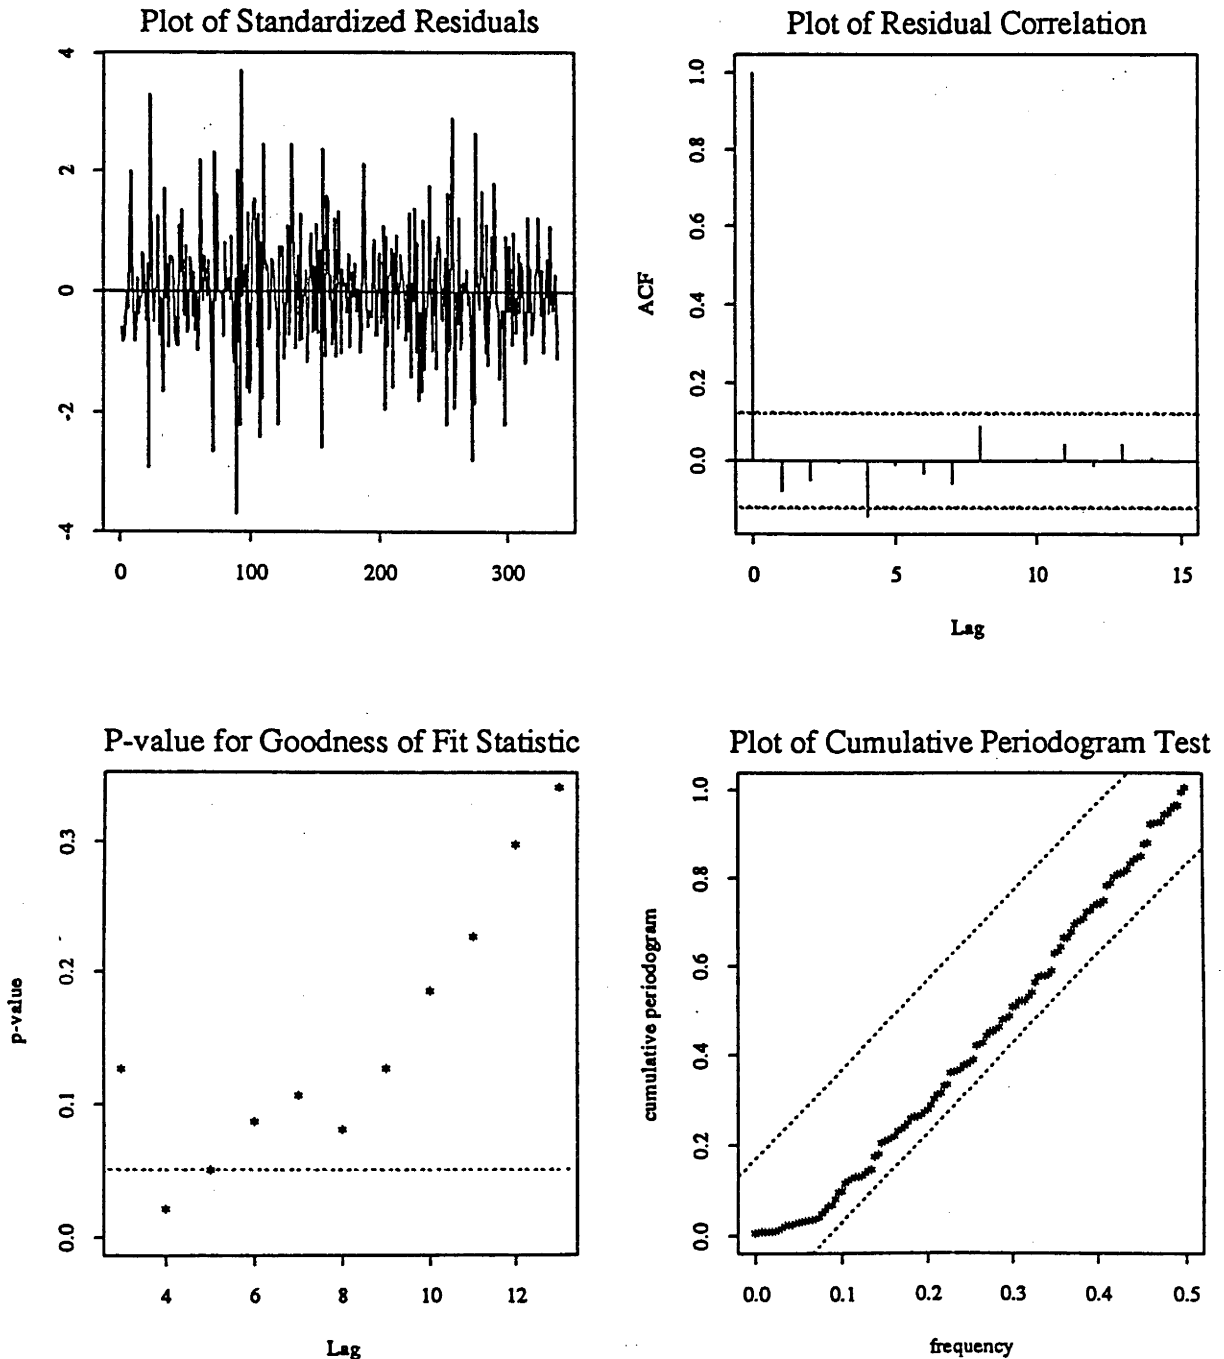 Plot of Standardized Residuals
4
2
0
-2
-4
0 100 200 300
Plot of Residual Correlation
ACF
1.0
0.8
0.6
0.4
0.2
0.0
0 5 10 15
Lag
P-value for Goodness of Fit Statistic
p-value
0.3
0.2
0.1
0.0
4 6 8 10 12
Lag
Plot of Cumulative Periodogram Test
cumulative periodogram
1.0
0.8
0.6
0.4
0.2
0.0
0.0 0.1 0.2 0.3 0.4 0.5
frequency